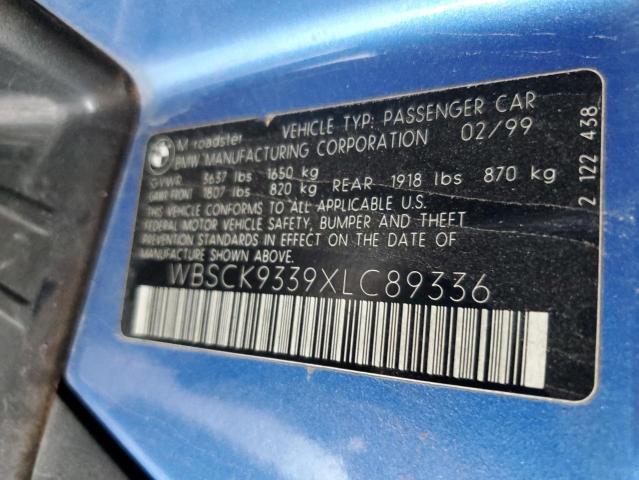 M roadster VEHICLE TYP: PASSENGER CAR
BMW MANUFACTURING CORPORATION 02/99
GVWR 3637 lbs 1650 kg
GAWR FRONT 1807 lbs 820 kg REAR 1918 lbs 870 kg
THIS VEHICLE CONFORMS TO ALL APPLICABLE U.S.
FEDERAL MOTOR VEHICLE SAFETY, BUMPER AND THEFT
PREVENTION STANDARDS IN EFFECT ON THE DATE OF
MANUFACTURE SHOWN ABOVE.
WBSCK9339XLC89336
2 122 438